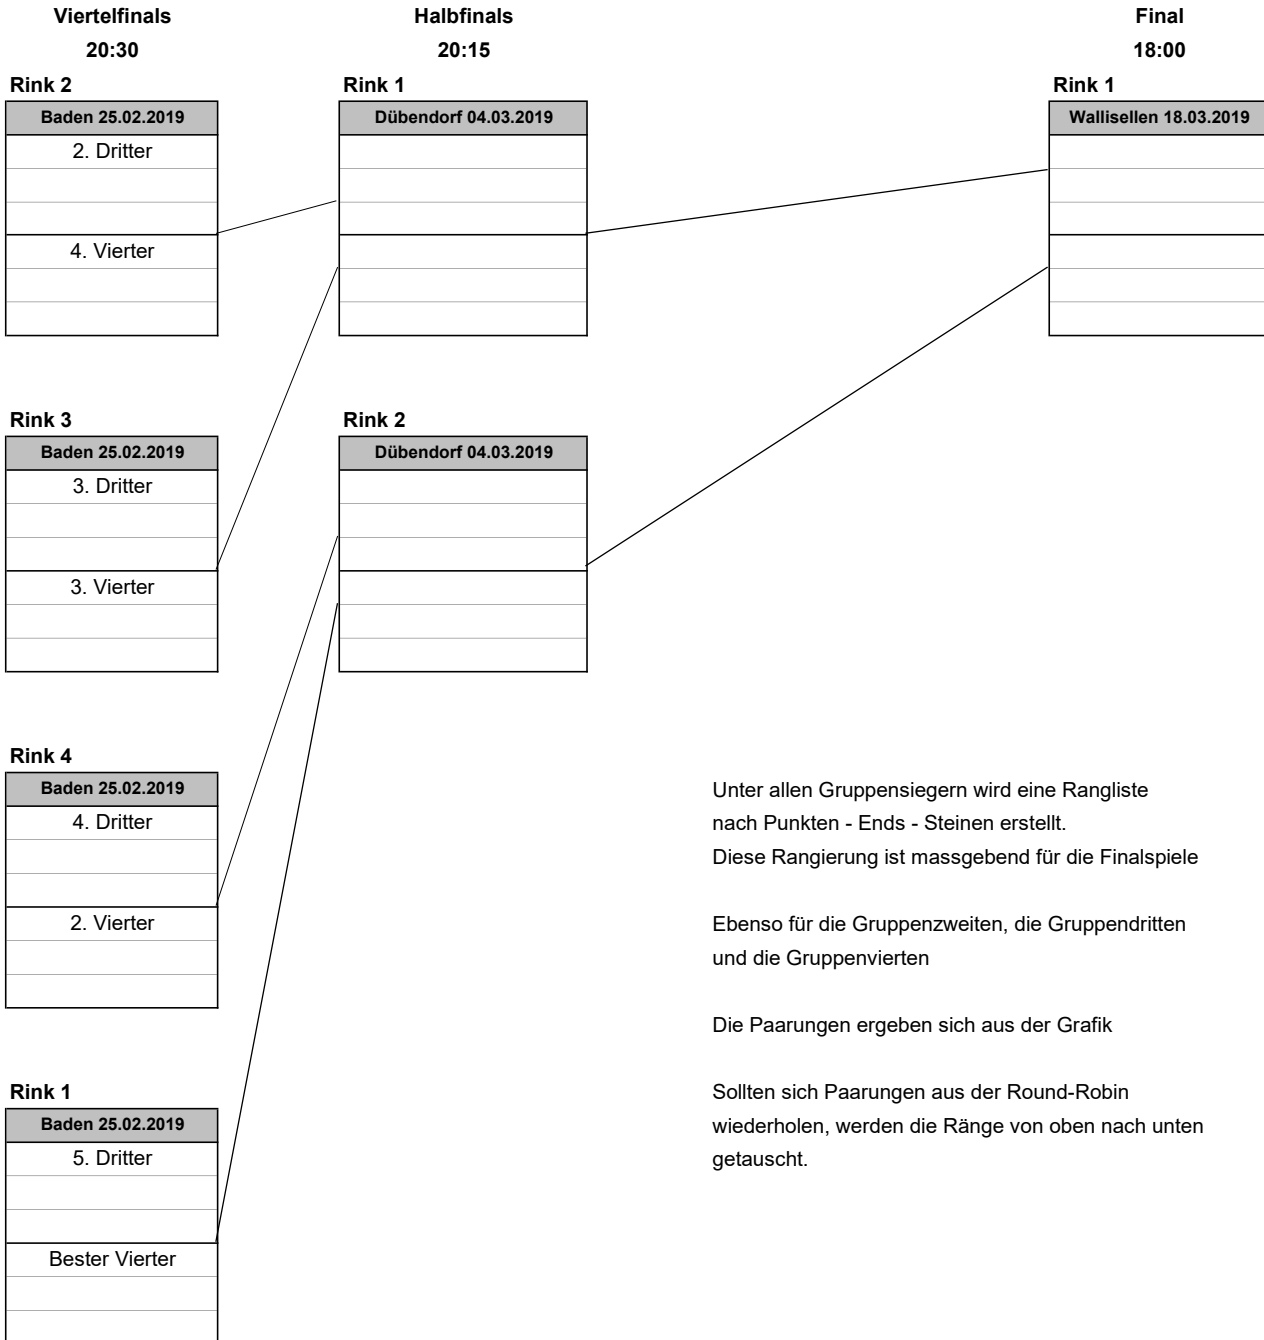 Viertelfinals
20:30
Rink 2
Baden 25.02.2019
2. Dritter
4. Vierter
Rink 3
Baden 25.02.2019
3. Dritter
3. Vierter
Rink 4
Baden 25.02.2019
4. Dritter
2. Vierter
Rink 1
Baden 25.02.2019
5. Dritter
Bester Vierter
Halbfinals
20:15
Rink 1
Dübendorf 04.03.2019
Rink 2
Dübendorf 04.03.2019
Final
18:00
Rink 1
Wallisellen 18.03.2019
Unter allen Gruppensiegern wird eine Rangliste
nach Punkten - Ends - Steinen erstellt.
Diese Rangierung ist massgebend für die Finalspiele
Ebenso für die Gruppenzweiten, die Gruppendritten
und die Gruppenvierten
Die Paarungen ergeben sich aus der Grafik
Sollten sich Paarungen aus der Round-Robin
wiederholen, werden die Ränge von oben nach unten
getauscht.